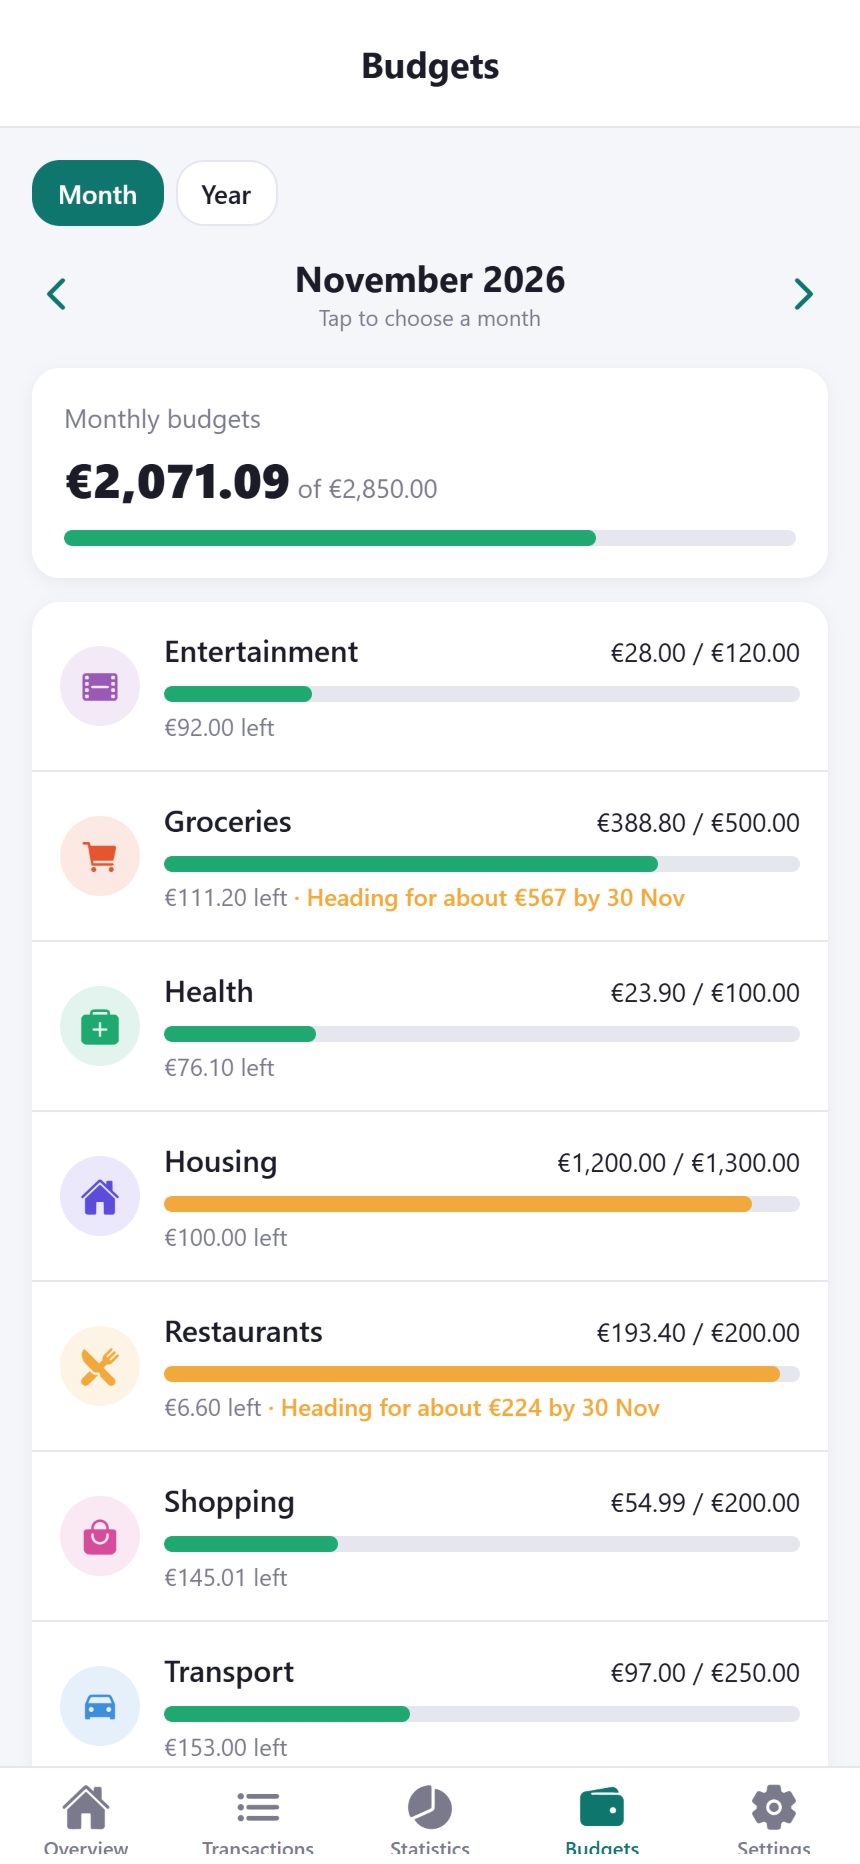 Budgets
Month Year
November 2026
Tap to choose a month
Monthly budgets
€2,071.09 of €2,850.00
Entertainment €28.00 / €120.00
€92.00 left
Groceries €388.80 / €500.00
€111.20 left · Heading for about €567 by 30 Nov
Health €23.90 / €100.00
€76.10 left
Housing €1,200.00 / €1,300.00
€100.00 left
Restaurants €193.40 / €200.00
€6.60 left · Heading for about €224 by 30 Nov
Shopping €54.99 / €200.00
€145.01 left
Transport €97.00 / €250.00
€153.00 left
Overview Transactions Statistics Budgets Settings